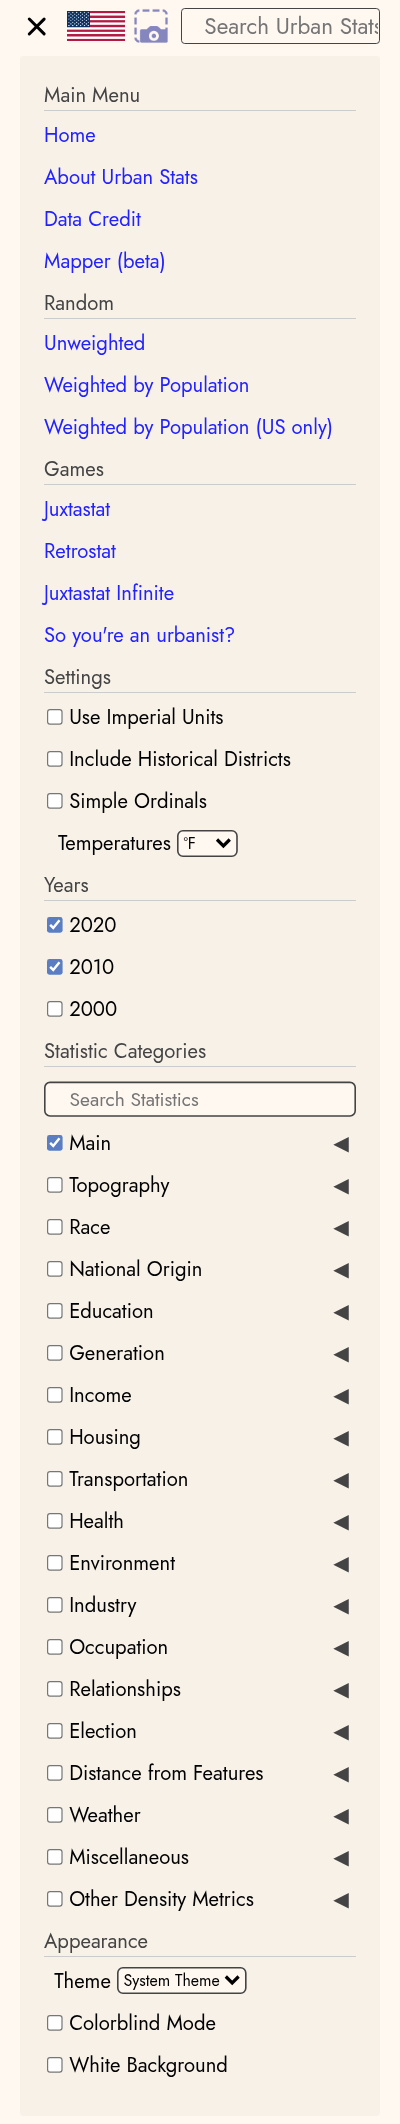 Search Urban Stats
Main Menu
Home
About Urban Stats
Data Credit
Mapper (beta)
Random
Unweighted
Weighted by Population
Weighted by Population (US only)
Games
Juxtastat
Retrostat
Juxtastat Infinite
So you're an urbanist?
Settings
Use Imperial Units
Include Historical Districts
Simple Ordinals
Temperatures °F
Years
2020
2010
2000
Statistic Categories
Search Statistics
Main
Topography
Race
National Origin
Education
Generation
Income
Housing
Transportation
Health
Environment
Industry
Occupation
Relationships
Election
Distance from Features
Weather
Miscellaneous
Other Density Metrics
Appearance
Theme System Theme
Colorblind Mode
White Background